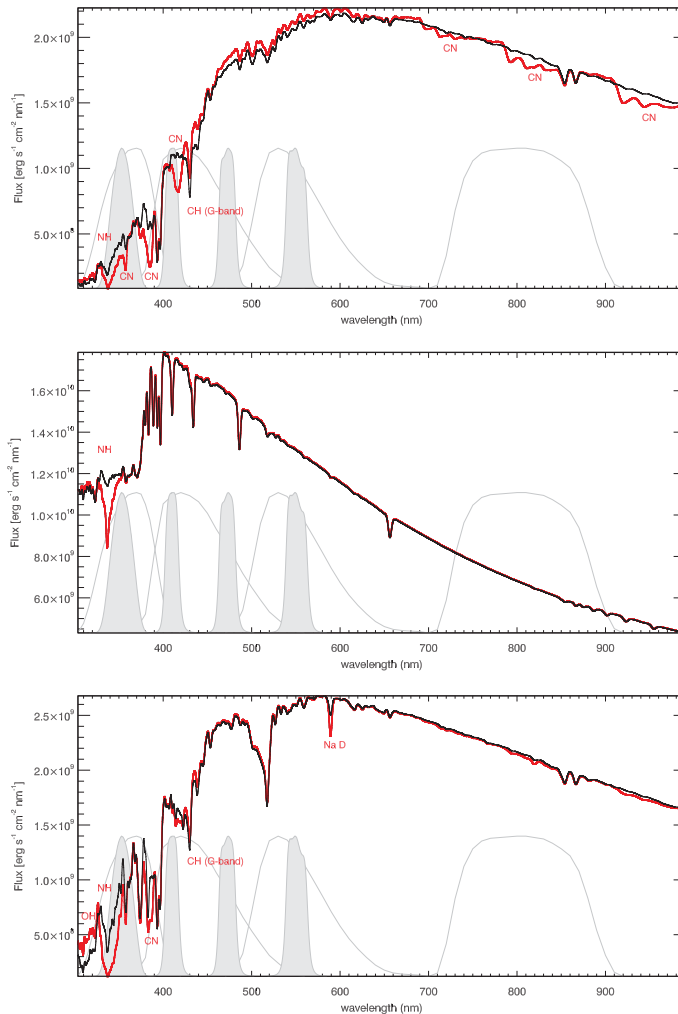 2.0×10⁹
1.5×10⁹
1.0×10⁹
5.0×10⁸
Flux [erg s⁻¹ cm⁻² nm⁻¹]
NH
CN
CN
CN
CH (G-band)
CN
CN
CN
400 500 600 700 800 900
wavelength (nm)
1.6×10¹⁰
1.4×10¹⁰
1.2×10¹⁰
1.0×10¹⁰
8.0×10⁹
6.0×10⁹
Flux [erg s⁻¹ cm⁻² nm⁻¹]
NH
400 500 600 700 800 900
wavelength (nm)
2.5×10⁹
2.0×10⁹
1.5×10⁹
1.0×10⁹
5.0×10⁸
Flux [erg s⁻¹ cm⁻² nm⁻¹]
OH
NH
CN
CH (G-band)
Na D
400 500 600 700 800 900
wavelength (nm)